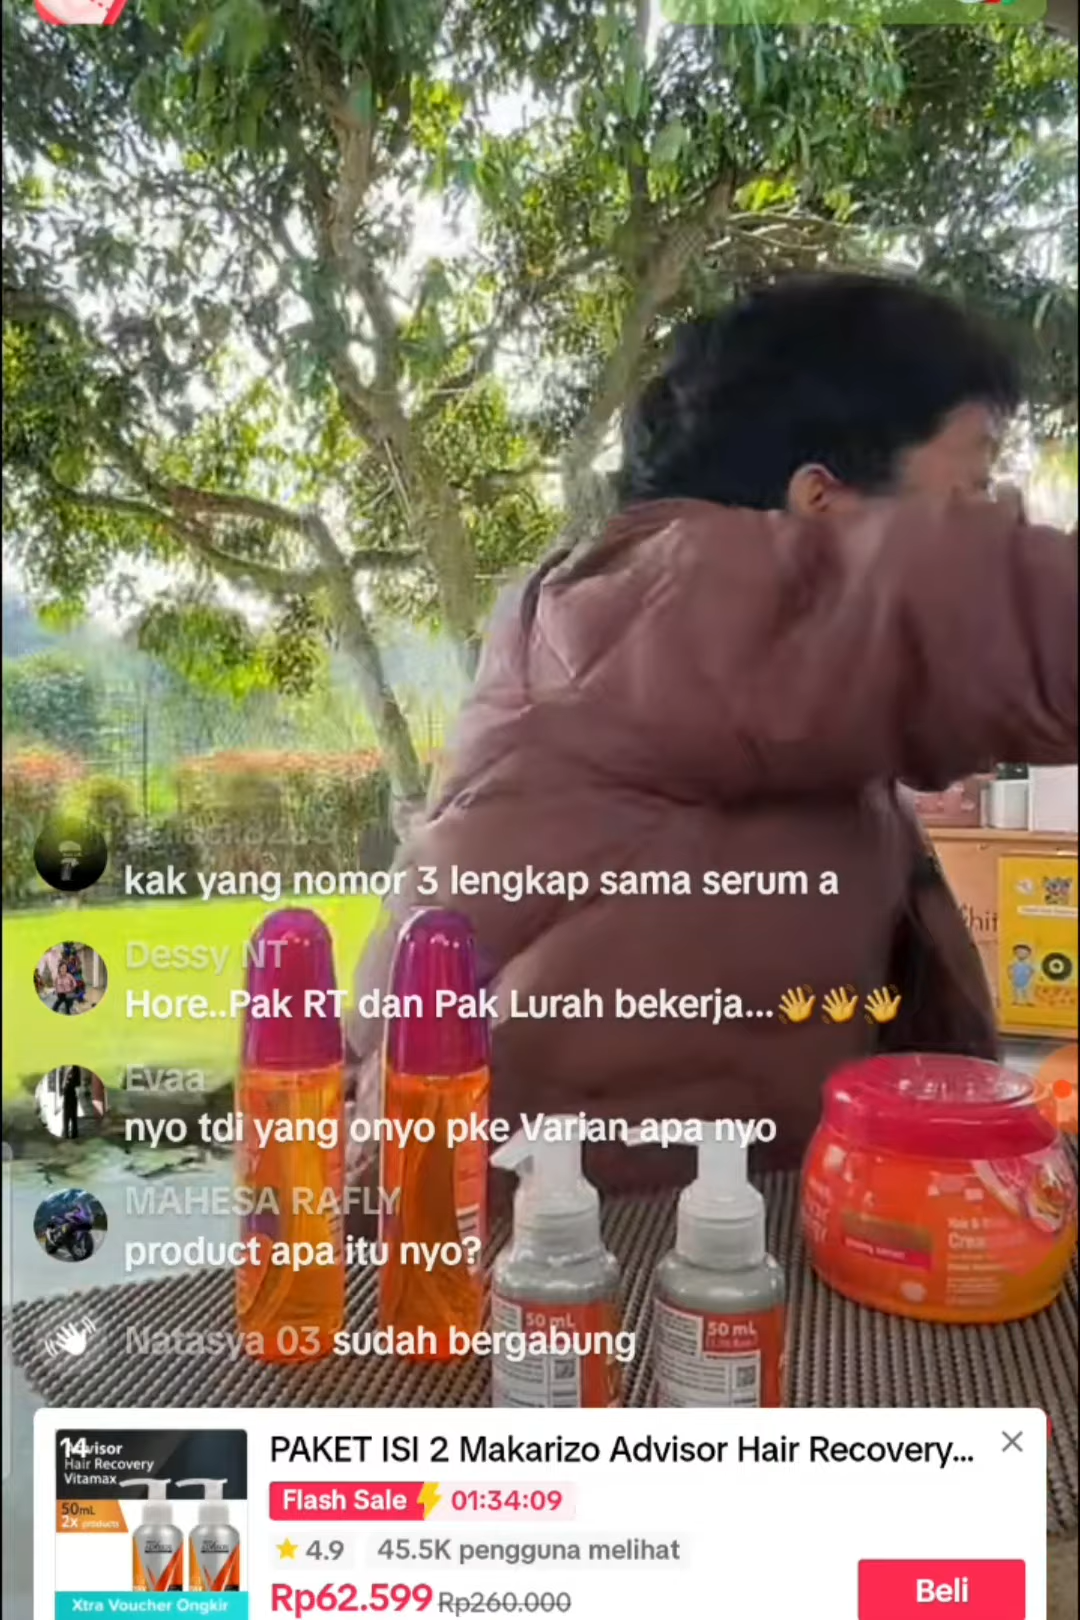 kak yang nomor 3 lengkap sama serum a
Dessy NT
Hore..Pak RT dan Pak Lurah bekerja...👋👋👋
Evaa
nyo tdi yang onyo pke Varian apa nyo
MAHESA RAFLY
product apa itu nyo?
Natasya 03 sudah bergabung
50 mL
50 mL
14
Advisor
Hair Recovery
Vitamax
50mL
2x products
Xtra Voucher Ongkir
PAKET ISI 2 Makarizo Advisor Hair Recovery...
Flash Sale 01:34:09
4.9 45.5K pengguna melihat
Rp62.599 Rp260.000
Beli